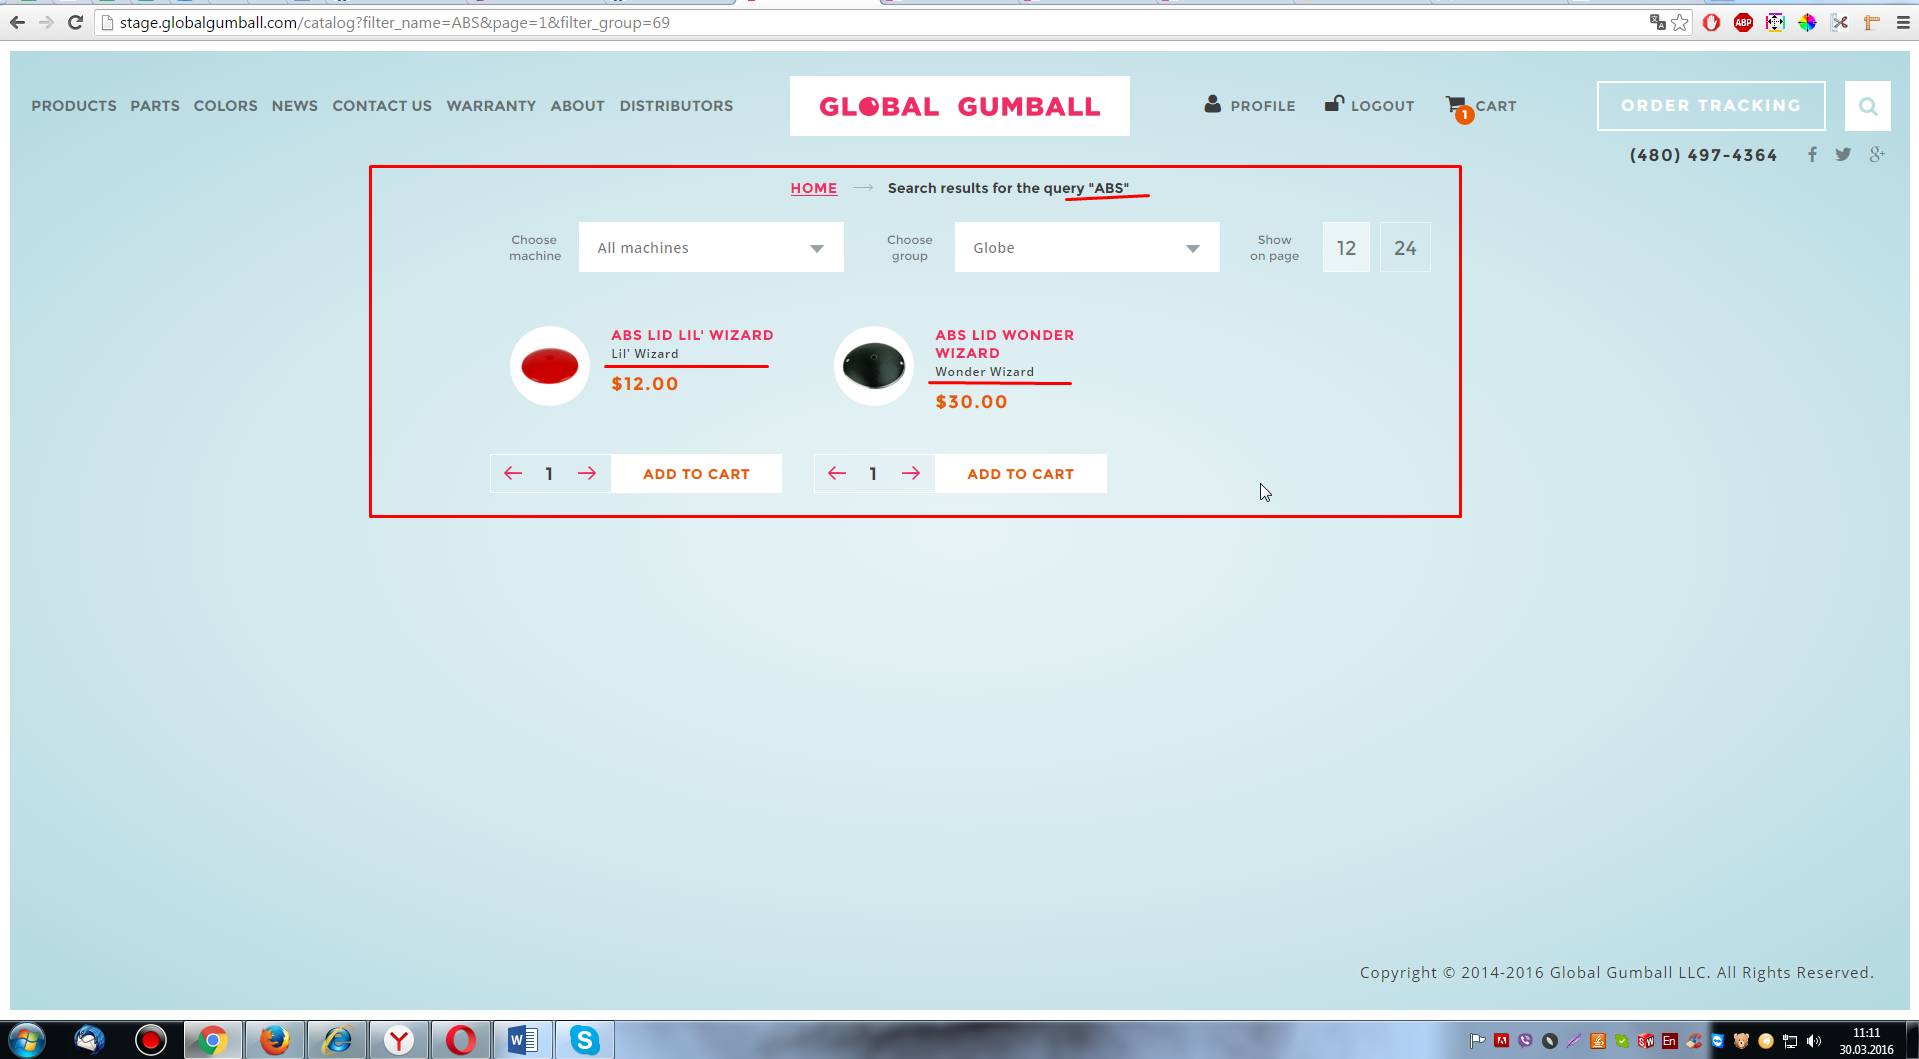 stage.globalgumball.com/catalog?filter_name=ABS&page=1&filter_group=69
ABP
PRODUCTS PARTS COLORS NEWS CONTACT US WARRANTY ABOUT DISTRIBUTORS
GLOBAL GUMBALL
PROFILE LOGOUT 1 CART
ORDER TRACKING
(480) 497-4364
HOME Search results for the query "ABS"
Choose machine
All machines
Choose group
Globe
Show on page
12 24
ABS LID LIL' WIZARD
Lil' Wizard
$12.00
ABS LID WONDER
WIZARD
Wonder Wizard
$30.00
1 ADD TO CART
1 ADD TO CART
Copyright © 2014-2016 Global Gumball LLC. All Rights Reserved.
En
11:11
30.03.2016